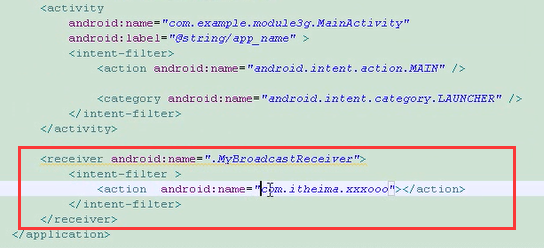 <activity
android:name="com.example.module3g.MainActivity"
android:label="@string/app_name" >
<intent-filter>
<action android:name="android.intent.action.MAIN" />
<category android:name="android.intent.category.LAUNCHER" />
</intent-filter>
</activity>
<receiver android:name=".MyBroadcastReceiver">
<intent-filter >
<action android:name="com.itheima.xxxooo"></action>
</intent-filter>
</receiver>
</application>